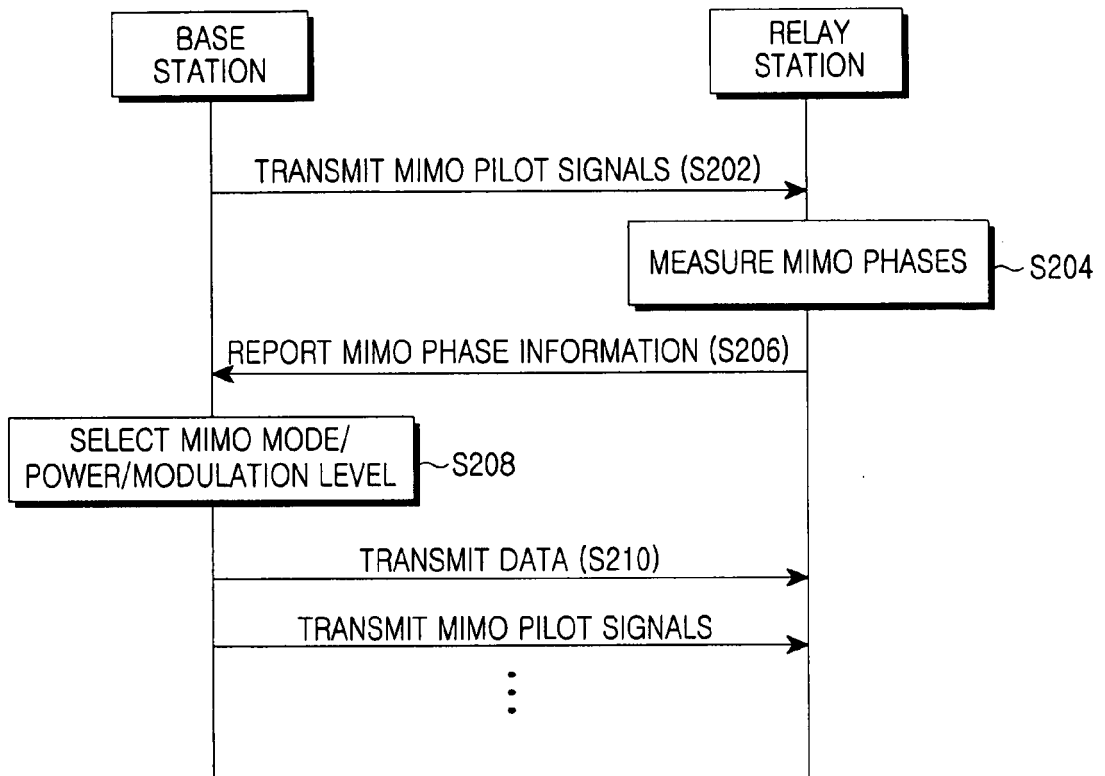 BASE
STATION
RELAY
STATION
TRANSMIT MIMO PILOT SIGNALS (S202)
MEASURE MIMO PHASES
S204
REPORT MIMO PHASE INFORMATION (S206)
SELECT MIMO MODE/
POWER/MODULATION LEVEL
S208
TRANSMIT DATA (S210)
TRANSMIT MIMO PILOT SIGNALS